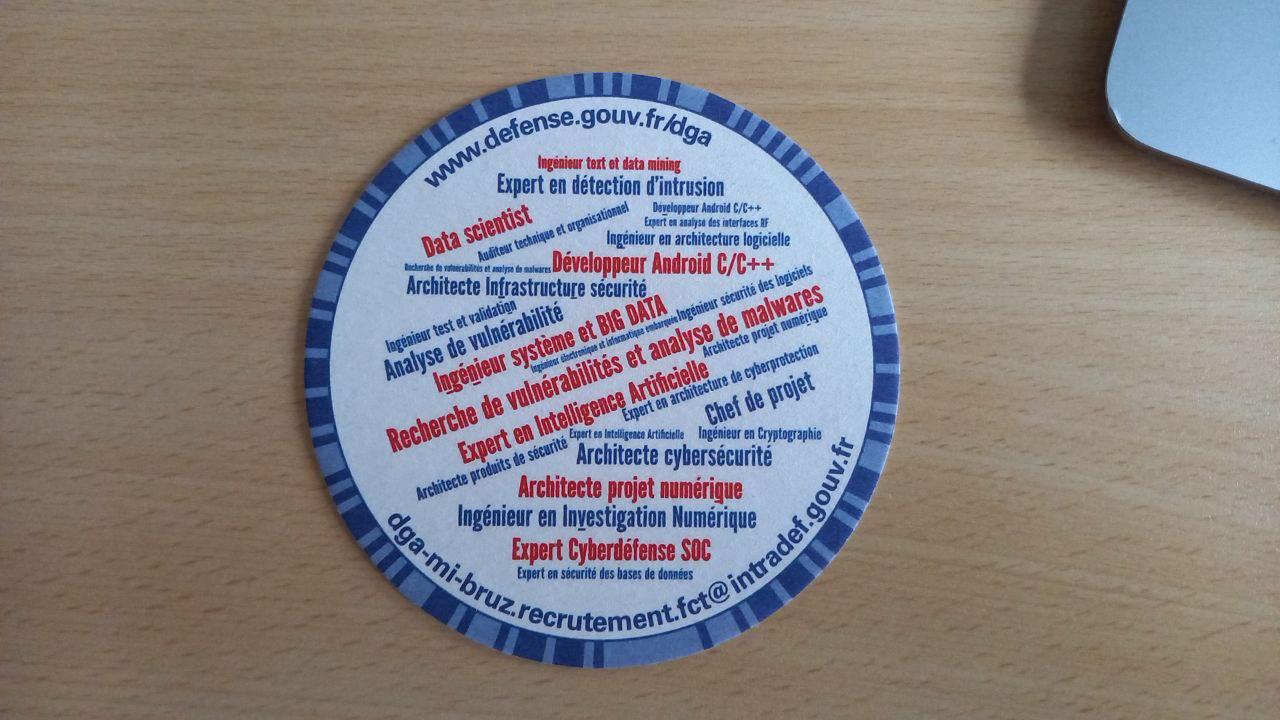 www.defense.gouv.fr/dga
Ingénieur text et data mining
Expert en détection d'intrusion
Data scientist
Auditeur technique et organisationnel
Développeur Android C/C++
Expert en analyse des interfaces RF
Ingénieur en architecture logicielle
Recherche de vulnérabilités et analyse de malwares
Développeur Android C/C++
Architecte Infrastructure sécurité
Ingénieur test et validation
Analyse de vulnérabilité
Ingénieur système et BIG DATA
Ingénieur électronique et informatique embarquée
Ingénieur sécurité des logiciels
Recherche de vulnérabilités et analyse de malwares
Architecte projet numérique
Expert en Intelligence Artificielle
Expert en architecture de cyberprotection
Chef de projet
Architecte produits de sécurité
Expert en Intelligence Artificielle
Ingénieur en Cryptographie
Architecte cybersécurité
Architecte projet numérique
Ingénieur en Investigation Numérique
Expert Cyberdéfense SOC
Expert en sécurité des bases de données
dga-mi-bruz.recrutement.fct@intradef.gouv.fr